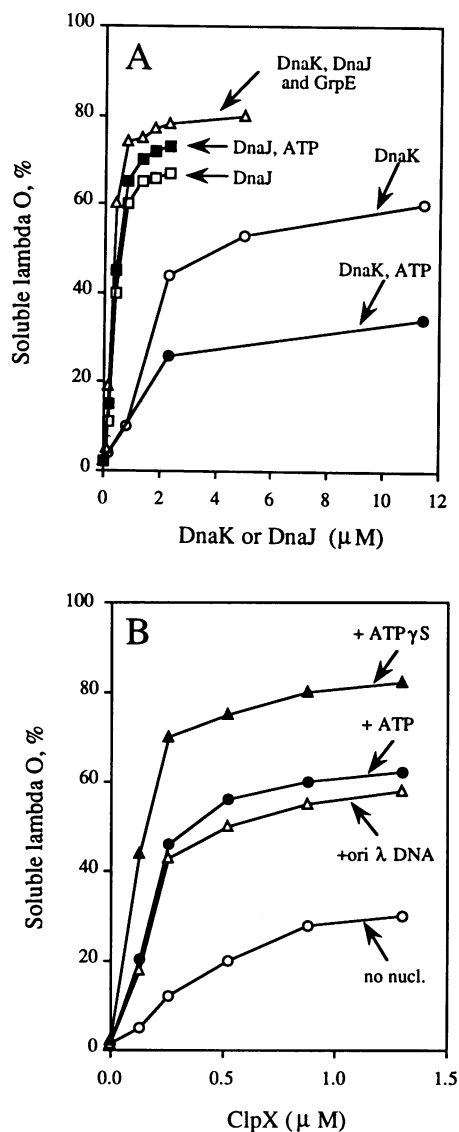 A
100
80
60
40
20
0
Soluble lambda O, %
DnaK, DnaJ
and GrpE
DnaJ, ATP
DnaJ
DnaK
DnaK, ATP
0 2 4 6 8 10 12
DnaK or DnaJ (μM)
B
100
80
60
40
20
0
Soluble lambda O, %
+ ATPγS
+ ATP
+ori λ DNA
no nucl.
0.0 0.5 1.0 1.5
ClpX (μM)